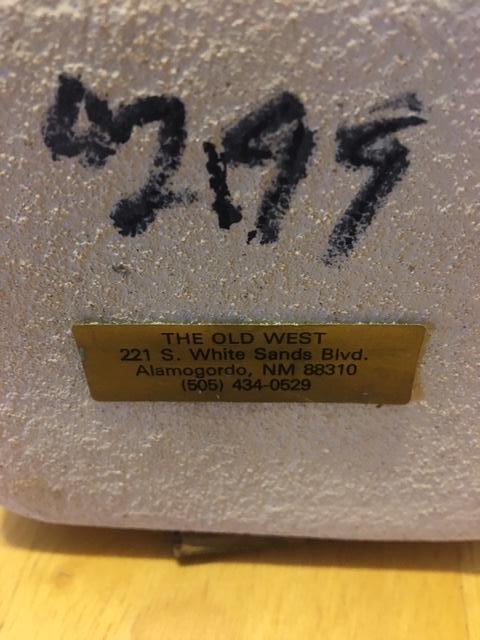 THE OLD WEST
221 S. White Sands Blvd.
Alamogordo, NM 88310
(505) 434-0529